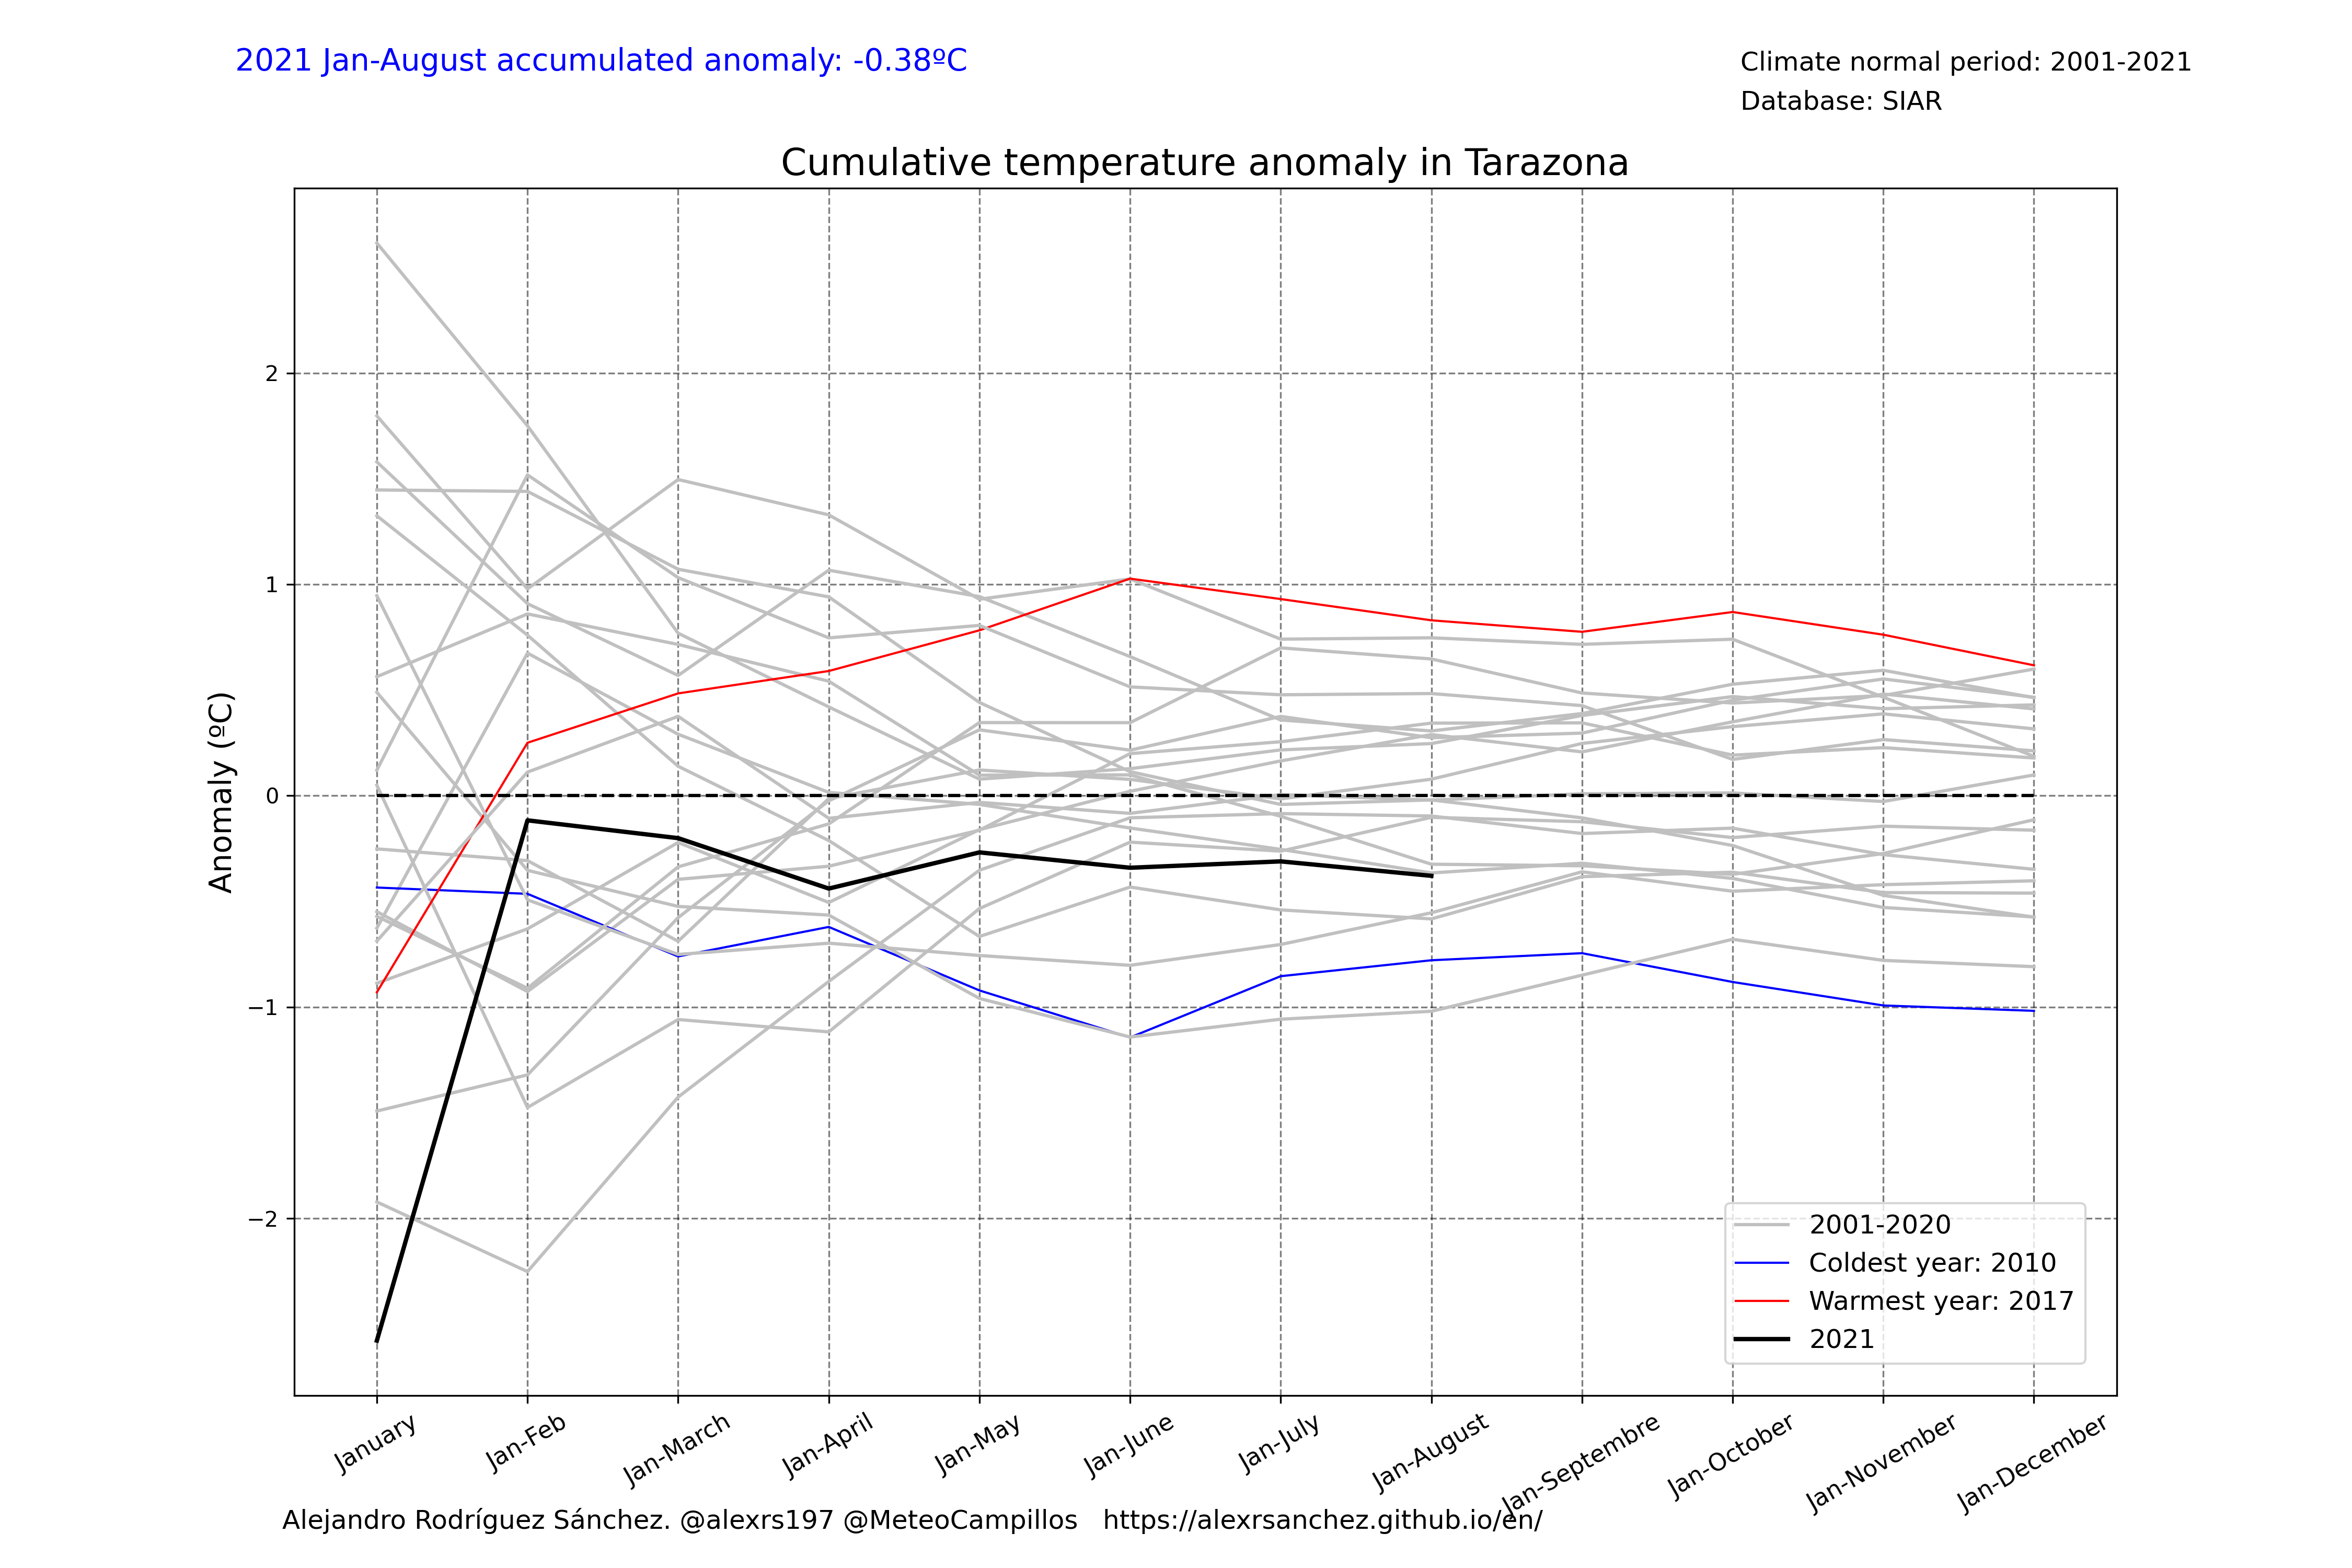 2021 Jan-August accumulated anomaly: -0.38ºC
Climate normal period: 2001-2021
Database: SIAR
Cumulative temperature anomaly in Tarazona
Anomaly (ºC)
2
1
0
−1
−2
2001-2020
Coldest year: 2010
Warmest year: 2017
2021
January
Jan-Feb
Jan-March
Jan-April
Jan-May
Jan-June
Jan-July
Jan-August
Jan-Septembre
Jan-October
Jan-November
Jan-December
Alejandro Rodríguez Sánchez. @alexrs197 @MeteoCampillos https://alexrsanchez.github.io/en/